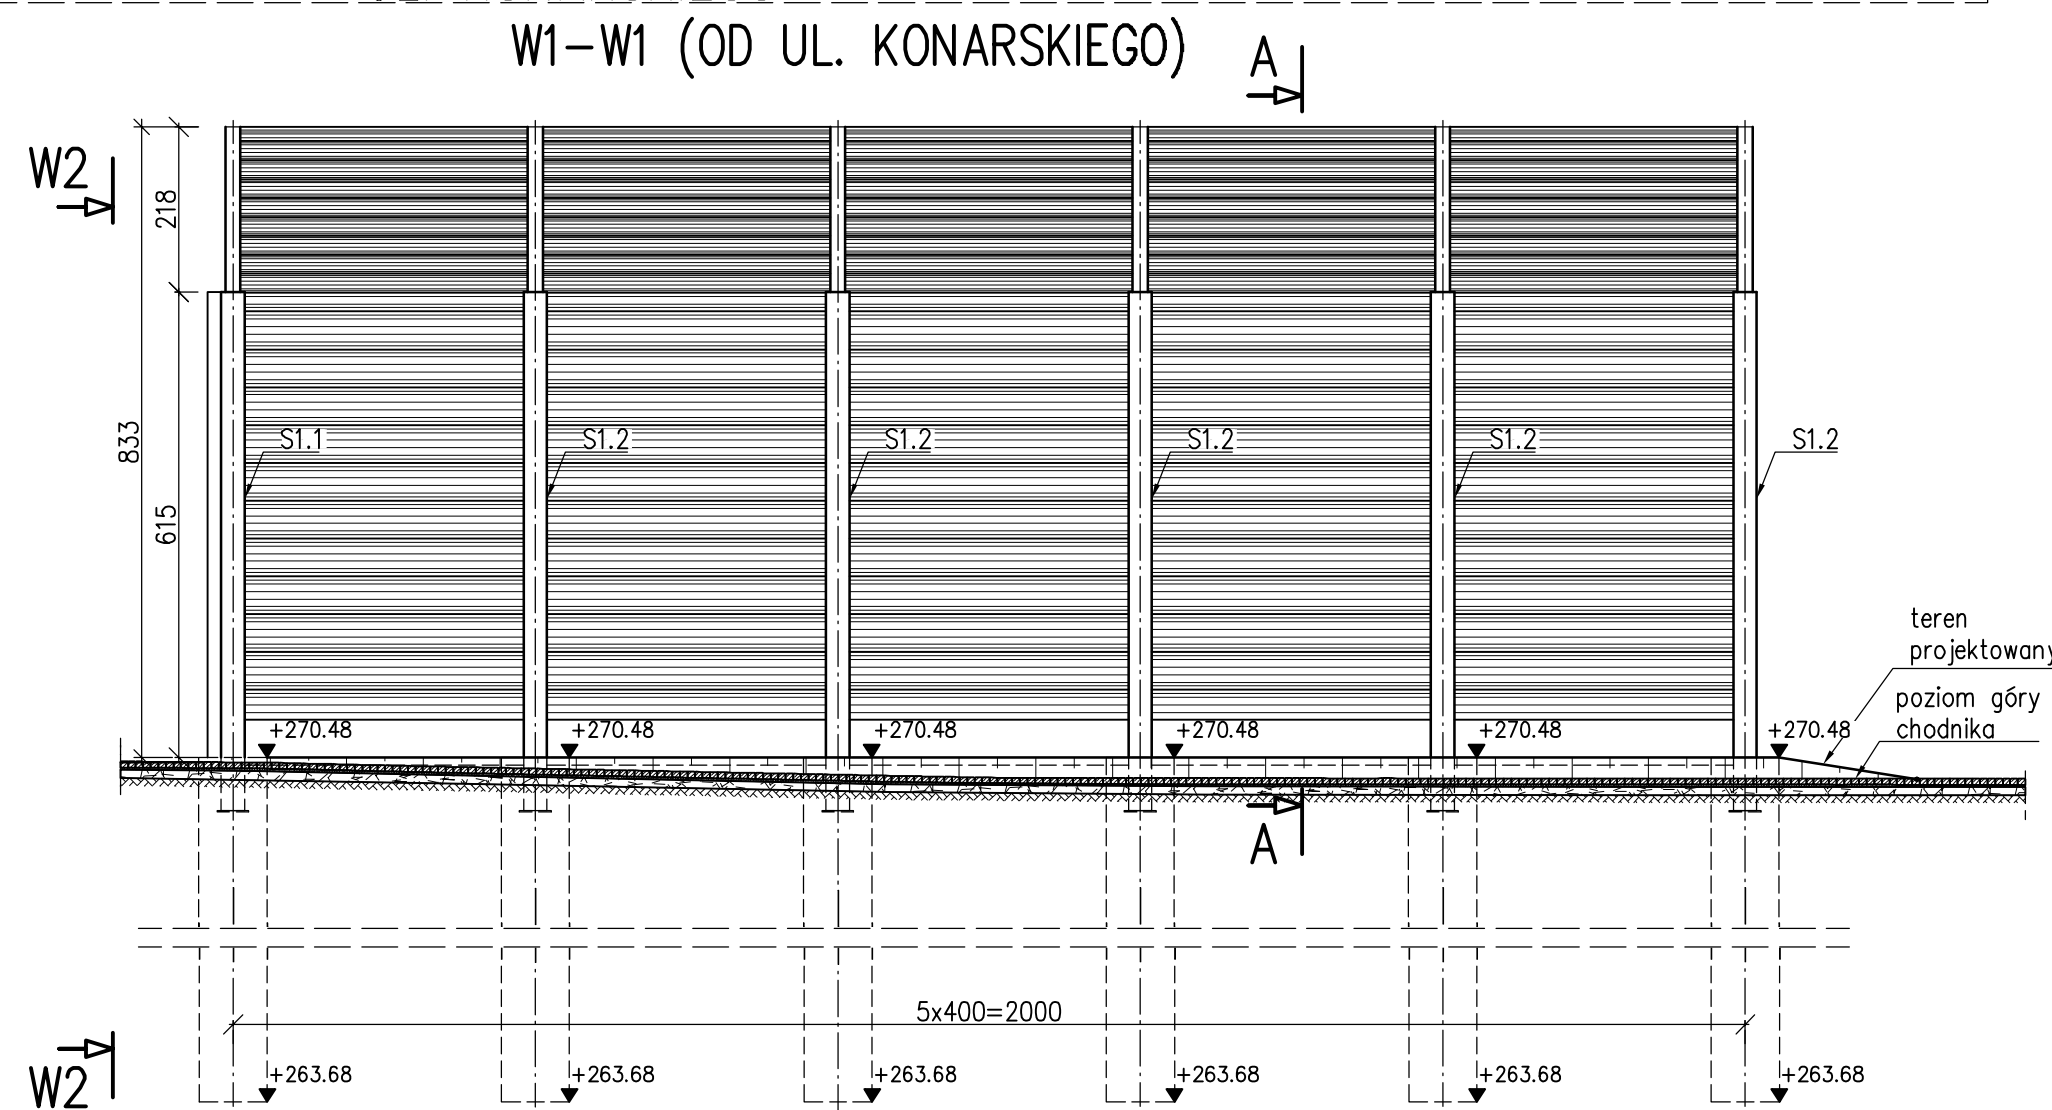 W1-W1 (OD UL. KONARSKIEGO)
A
W2
218
833
615
S1.1
S1.2
S1.2
S1.2
S1.2
S1.2
teren
projektowany
poziom góry
chodnika
+270.48
+270.48
+270.48
+270.48
+270.48
+270.48
A
5x400=2000
W2
+263.68
+263.68
+263.68
+263.68
+263.68
+263.68